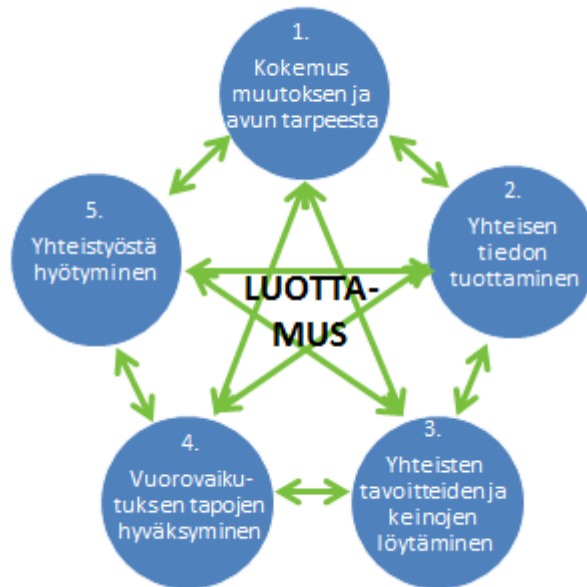 1.
Kokemus
muutoksen ja
avun tarpeesta
2.
Yhteisen
tiedon
tuottaminen
5.
Yhteistyöstä
hyötyminen
LUOTTA-
MUS
4.
Vuorovaiku-
tuksen tapojen
hyväksyminen
3.
Yhteisten
tavoitteiden ja
keinojen
löytäminen